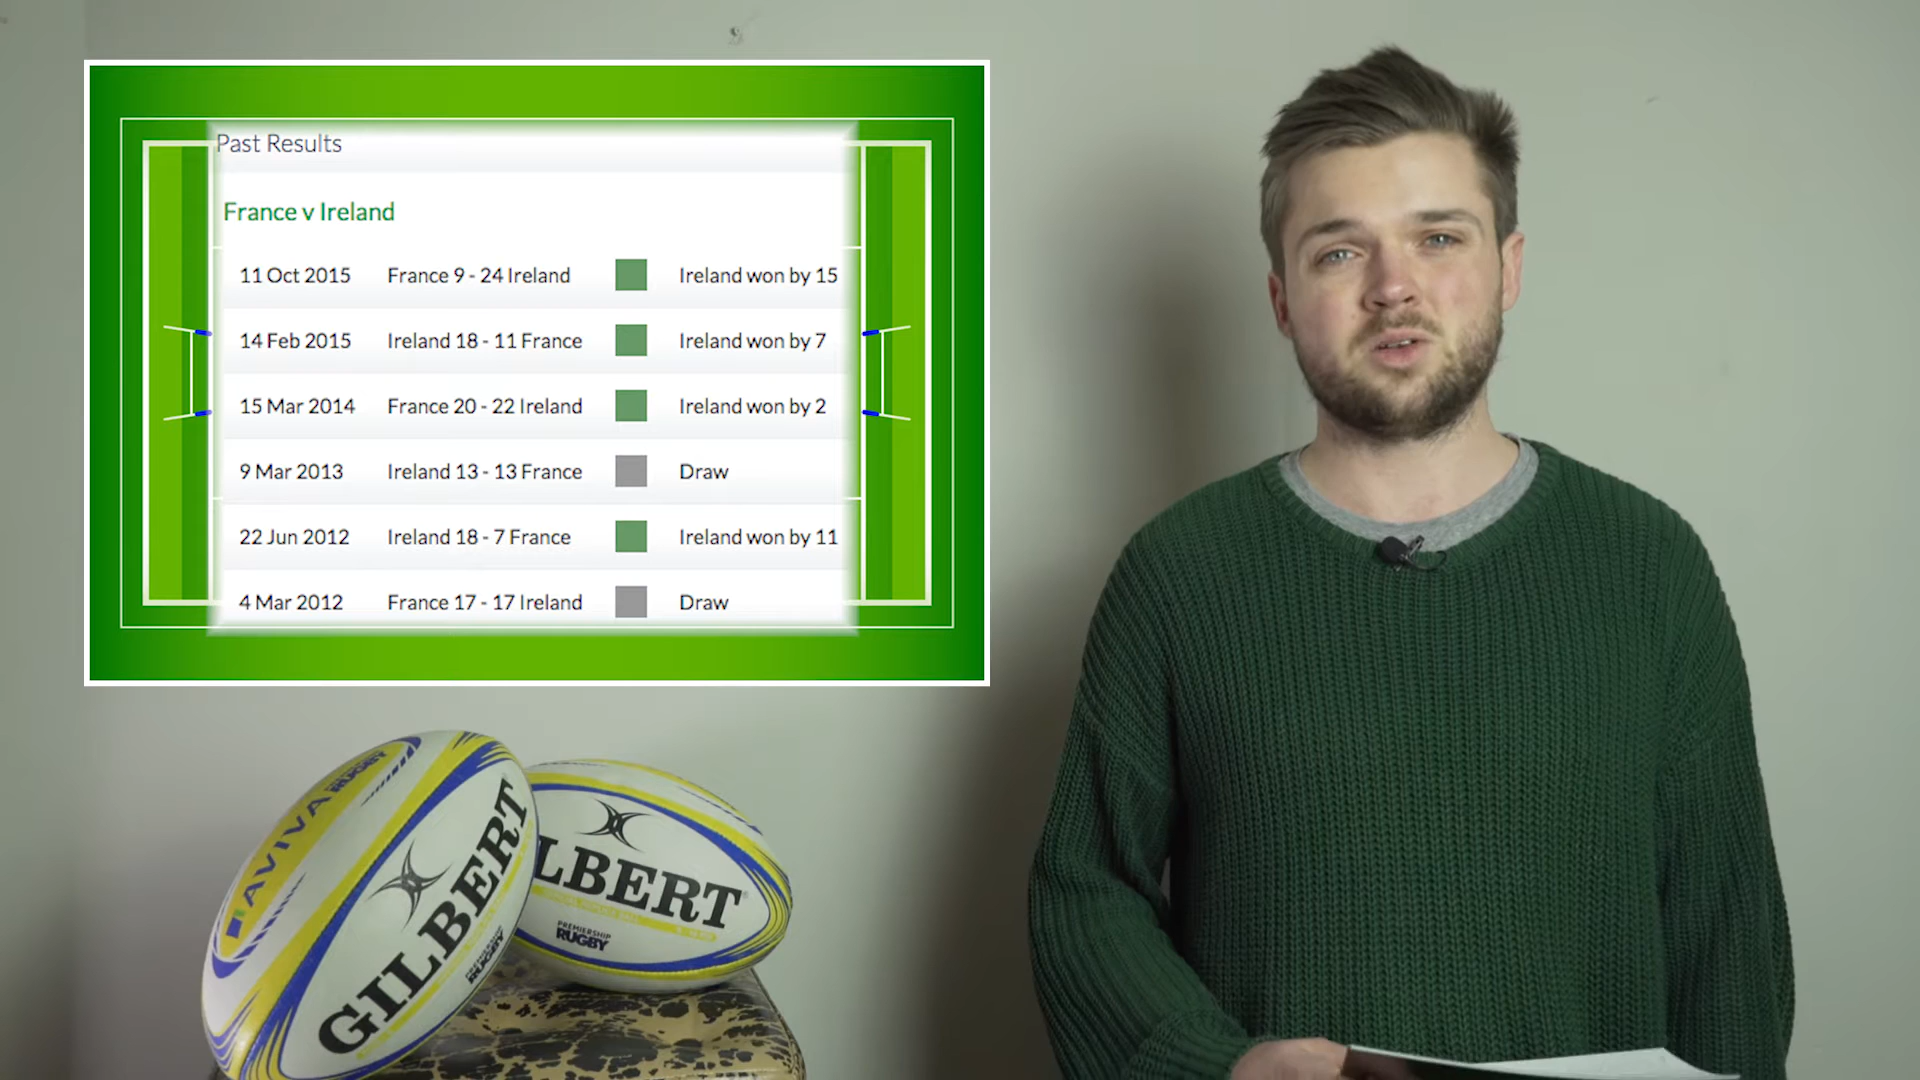 Past Results
France v Ireland
11 Oct 2015 France 9 - 24 Ireland Ireland won by 15
14 Feb 2015 Ireland 18 - 11 France Ireland won by 7
15 Mar 2014 France 20 - 22 Ireland Ireland won by 2
9 Mar 2013 Ireland 13 - 13 France Draw
22 Jun 2012 Ireland 18 - 7 France Ireland won by 11
4 Mar 2012 France 17 - 17 Ireland Draw
AVIVA
RUGBY
GILBERT
PREMIERSHIP
RUGBY
LBERT
PREMIERSHIP
RUGBY